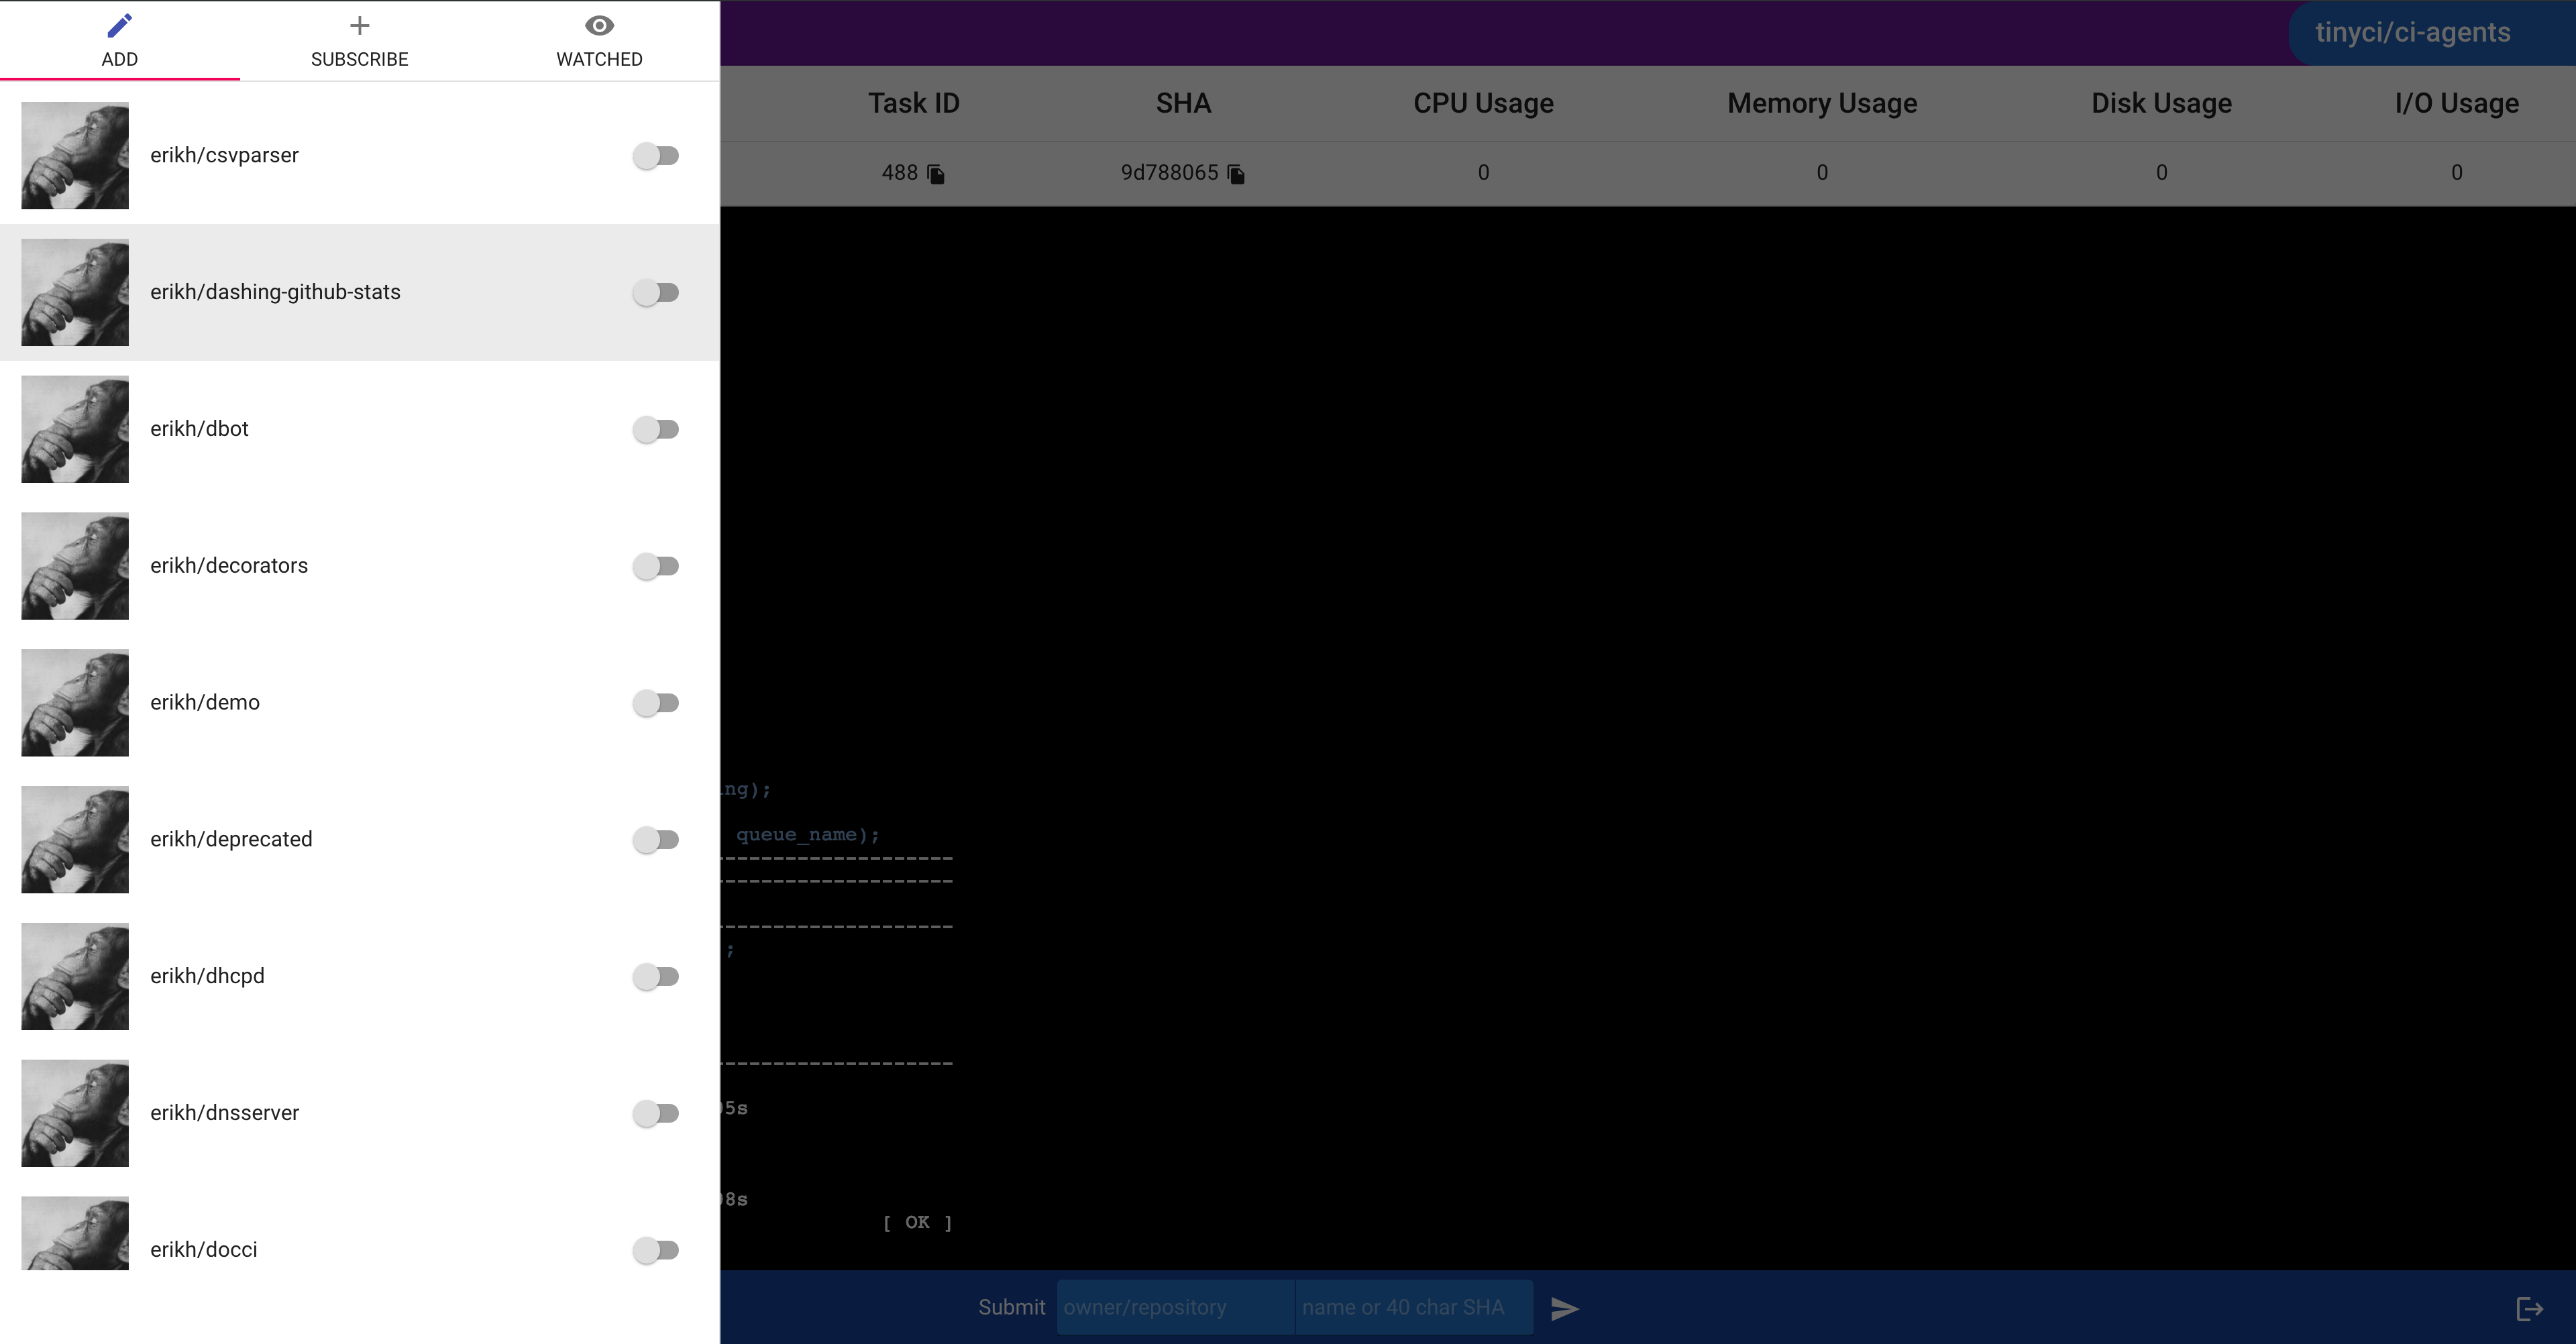 ADD SUBSCRIBE WATCHED
erikh/csvparser
erikh/dashing-github-stats
erikh/dbot
erikh/decorators
erikh/demo
erikh/deprecated
erikh/dhcpd
erikh/dnsserver
erikh/docci
tinyci/ci-agents
Task ID SHA CPU Usage Memory Usage Disk Usage I/O Usage
488 9d788065 0 0 0 0
ng);
queue_name);
--------------------
--------------------
--------------------
;
--------------------
5s
8s
[ OK ]
Submit owner/repository name or 40 char SHA